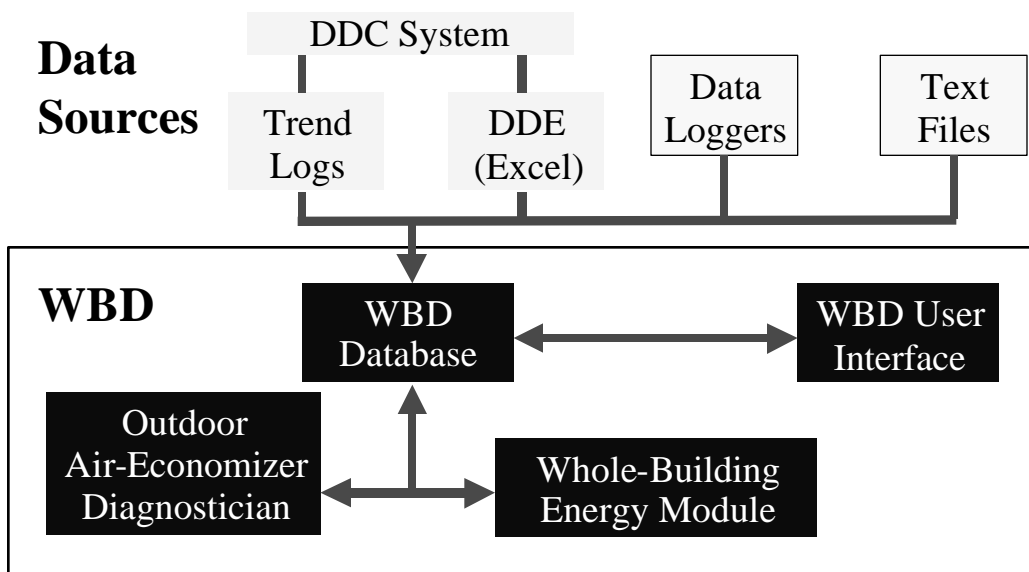 Data
Sources
DDC System
Trend
Logs
DDE
(Excel)
Data
Loggers
Text
Files
WBD
WBD
Database
WBD User
Interface
Outdoor
Air-Economizer
Diagnostician
Whole-Building
Energy Module